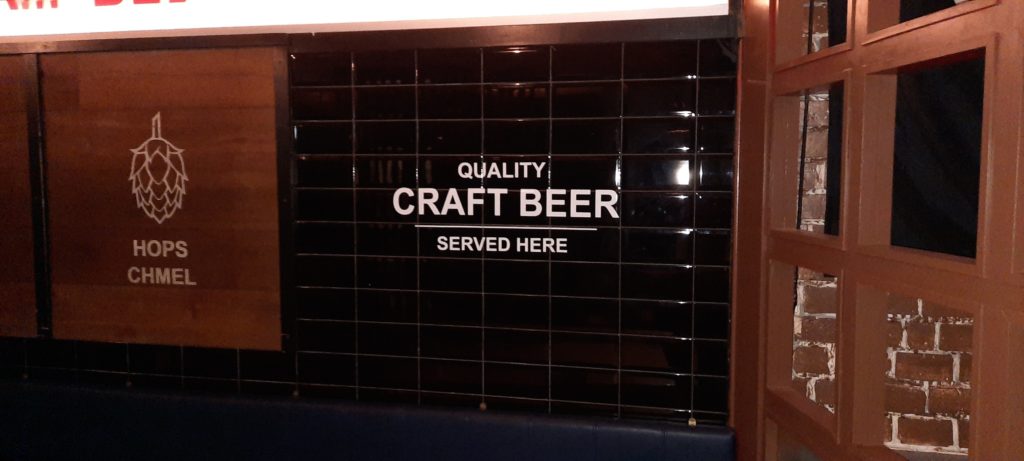 HOPS
CHMEL
QUALITY
CRAFT BEER
SERVED HERE